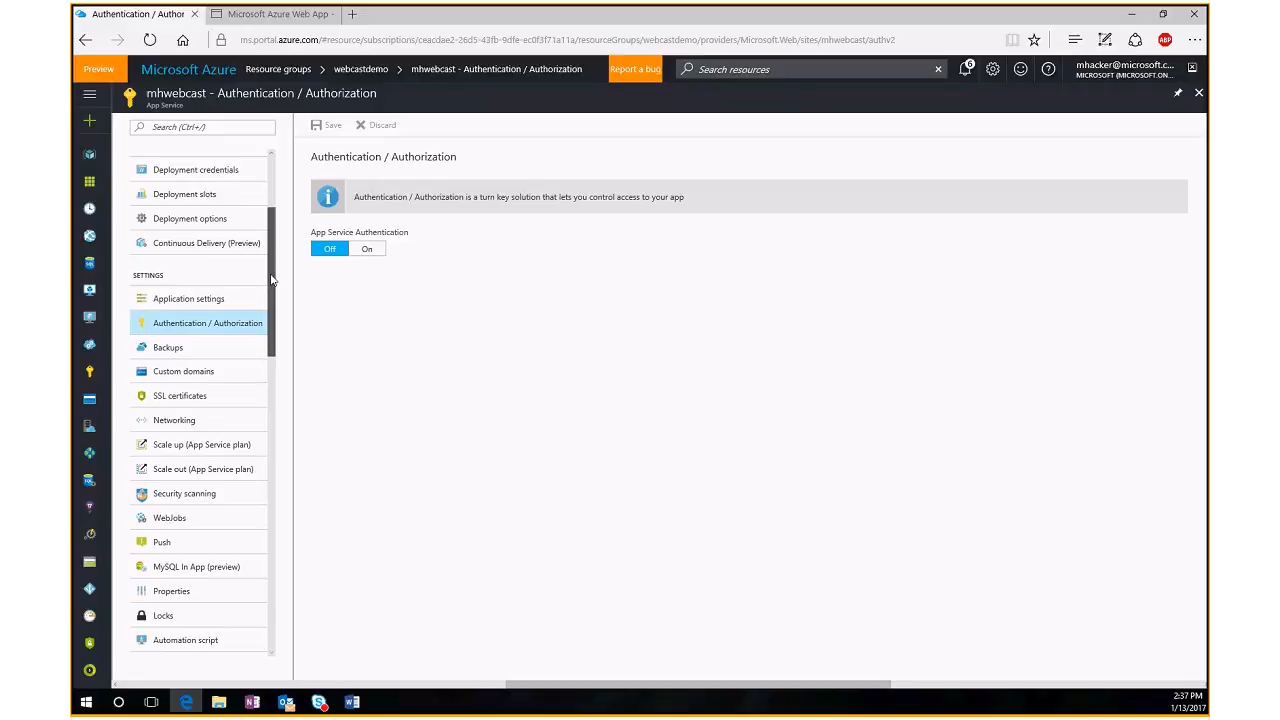 Authentication / Author
Microsoft Azure Web App -
ms.portal.azure.com/#resource/subscriptions/ceacdae2-26d5-43fb-9dfe-ec0f3f71a11a/resourceGroups/webcastdemo/providers/Microsoft.Web/sites/mhwebcast/authv2
Preview
Microsoft Azure
Resource groups
webcastdemo
mhwebcast - Authentication / Authorization
Report a bug
Search resources
6
mhacker@microsoft.c...
MICROSOFT (MICROSOFT.ON...
mhwebcast - Authentication / Authorization
App Service
Search (Ctrl+/)
Save
Discard
Authentication / Authorization
Authentication / Authorization is a turn key solution that lets you control access to your app
App Service Authentication
Off
On
Deployment credentials
Deployment slots
Deployment options
Continuous Delivery (Preview)
SETTINGS
Application settings
Authentication / Authorization
Backups
Custom domains
SSL certificates
Networking
Scale up (App Service plan)
Scale out (App Service plan)
Security scanning
WebJobs
Push
MySQL In App (preview)
Properties
Locks
Automation script
2:37 PM
1/13/2017